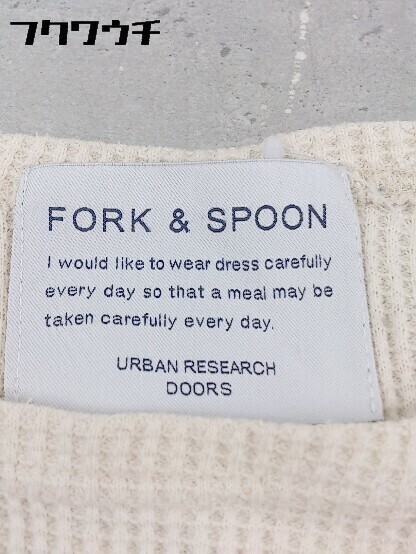 フクワウチ
FORK & SPOON
I would like to wear dress carefully
every day so that a meal may be
taken carefully every day.
URBAN RESEARCH
DOORS